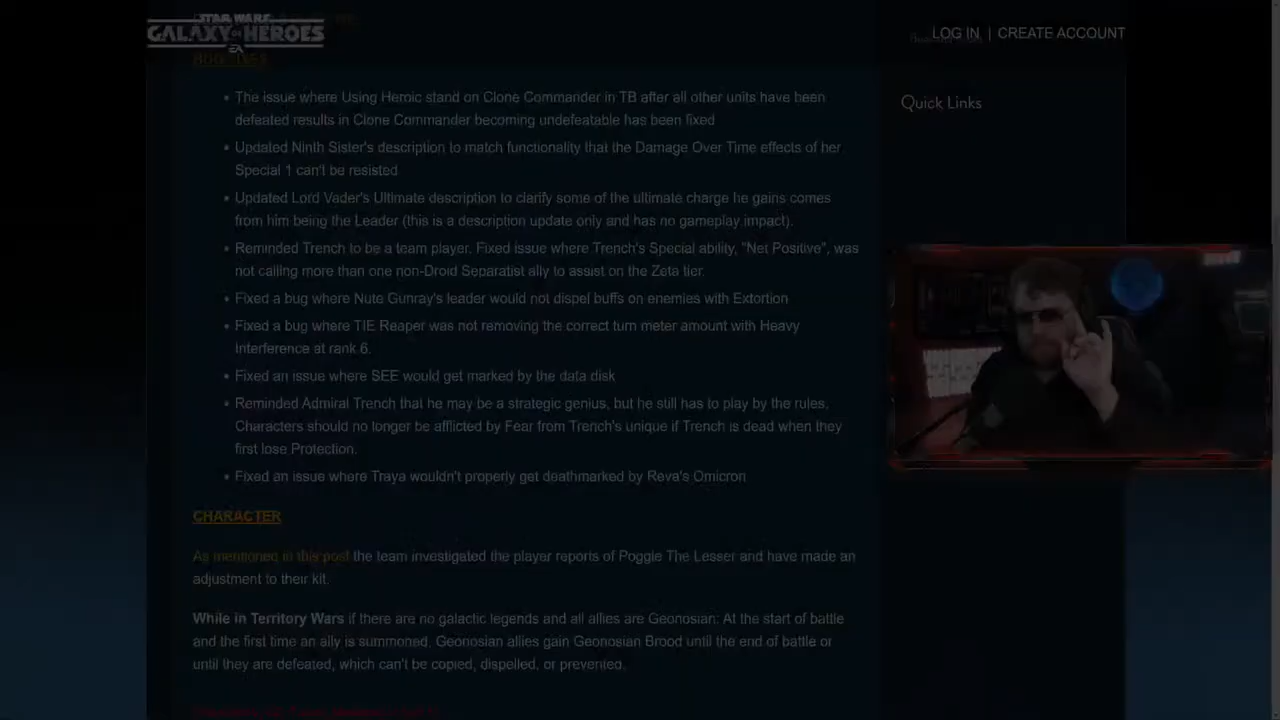 STAR WARS
GALAXY OF HEROES
EA
LOG IN | CREATE ACCOUNT
Quick Links
• The issue where Using Heroic stand on Clone Commander in TB after all other units have been
defeated results in Clone Commander becoming undefeatable has been fixed
• Updated Ninth Sister's description to match functionality that the Damage Over Time effects of her
Special 1 can't be resisted
• Updated Lord Vader's Ultimate description to clarify some of the ultimate charge he gains comes
from him being the Leader (this is a description update only and has no gameplay impact).
• Reminded Trench to be a team player. Fixed issue where Trench's Special ability, "Net Positive", was
not calling more than one non-Droid Separatist ally to assist on the Zeta tier.
• Fixed a bug where Nute Gunray's leader would not dispel buffs on enemies with Extortion
• Fixed a bug where TIE Reaper was not removing the correct turn meter amount with Heavy
Interference at rank 6.
• Fixed an issue where SEE would get marked by the data disk
• Reminded Admiral Trench that he may be a strategic genius, but he still has to play by the rules,
Characters should no longer be afflicted by Fear from Trench's unique if Trench is dead when they
first lose Protection.
• Fixed an issue where Traya wouldn't properly get deathmarked by Reva's Omicron
CHARACTER
As mentioned in this post the team investigated the player reports of Poggle The Lesser and have made an
adjustment to their kit.
While in Territory Wars if there are no galactic legends and all allies are Geonosian: At the start of battle
and the first time an ally is summoned, Geonosian allies gain Geonosian Brood until the end of battle or
until they are defeated, which can't be copied, dispelled, or prevented.